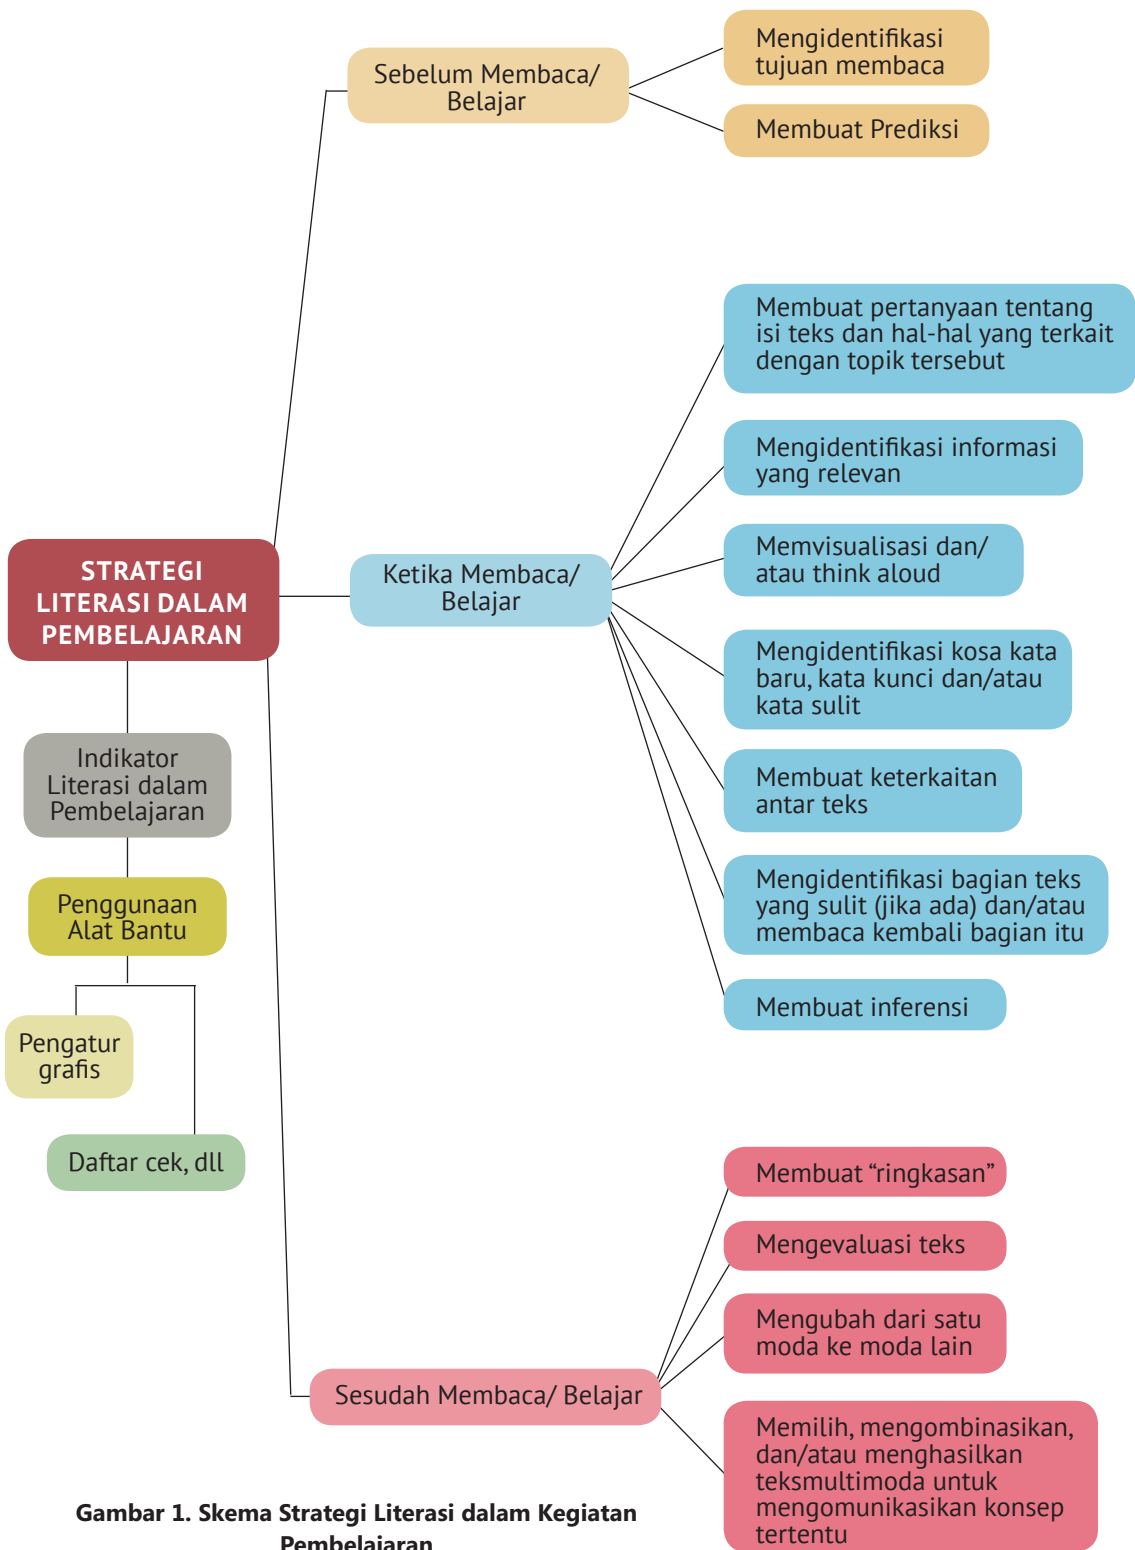 Sebelum Membaca/
Belajar
Mengidentifikasi
tujuan membaca
Membuat Prediksi
STRATEGI
LITERASI DALAM
PEMBELAJARAN
Ketika Membaca/
Belajar
Membuat pertanyaan tentang
isi teks dan hal-hal yang terkait
dengan topik tersebut
Mengidentifikasi informasi
yang relevan
Memvisualisasi dan/
atau think aloud
Mengidentifikasi kosa kata
baru, kata kunci dan/atau
kata sulit
Membuat keterkaitan
antar teks
Mengidentifikasi bagian teks
yang sulit (jika ada) dan/atau
membaca kembali bagian itu
Membuat inferensi
Indikator
Literasi dalam
Pembelajaran
Penggunaan
Alat Bantu
Pengatur
grafis
Daftar cek, dll
Sesudah Membaca/ Belajar
Membuat “ringkasan”
Mengevaluasi teks
Mengubah dari satu
moda ke moda lain
Memilih, mengombinasikan,
dan/atau menghasilkan
teksmultimoda untuk
mengomunikasikan konsep
tertentu
Gambar 1. Skema Strategi Literasi dalam Kegiatan
Pembelajaran